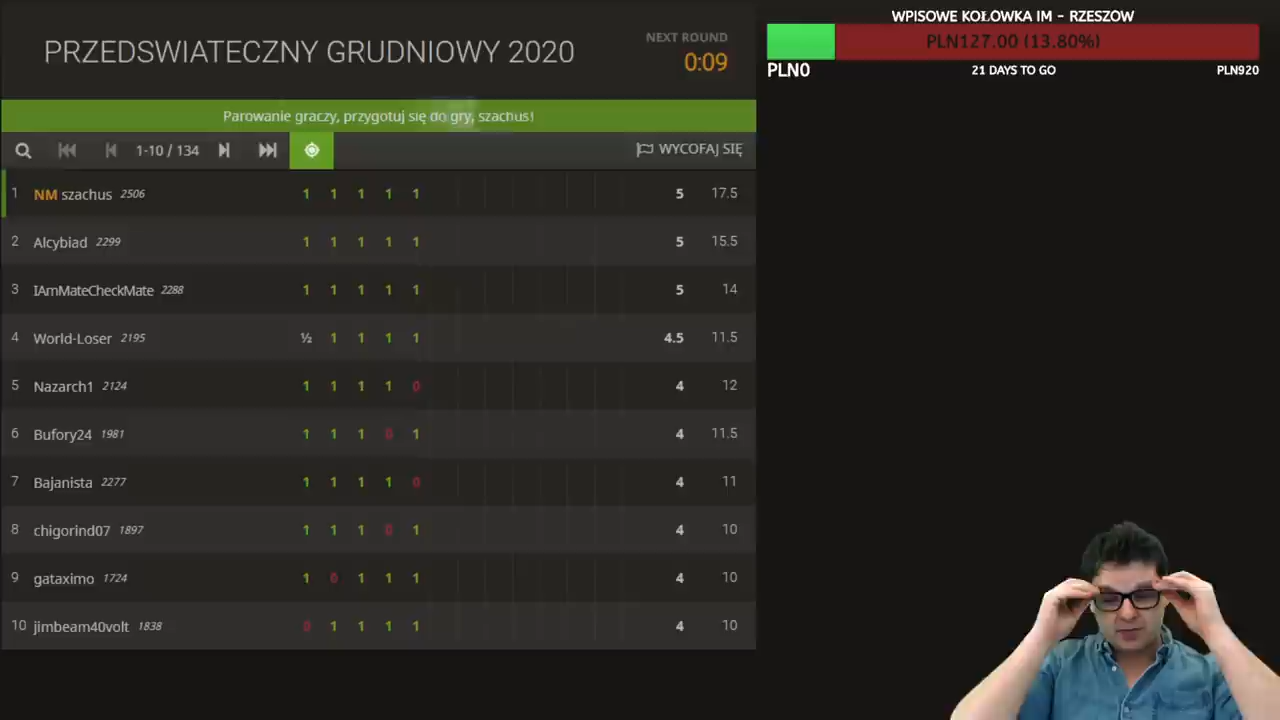 PRZEDSWIATECZNY GRUDNIOWY 2020
NEXT ROUND
0:09
Parowanie graczy, przygotuj się do gry, szachus!
1-10 / 134
WYCOFAJ SIĘ
1 NM szachus 2506 1 1 1 1 1 5 17.5
2 Alcybiad 2299 1 1 1 1 1 5 15.5
3 IAmMateCheckMate 2288 1 1 1 1 1 5 14
4 World-Loser 2195 ½ 1 1 1 1 4.5 11.5
5 Nazarch1 2124 1 1 1 1 0 4 12
6 Bufory24 1981 1 1 1 0 1 4 11.5
7 Bajanista 2277 1 1 1 1 0 4 11
8 chigorind07 1897 1 1 1 0 1 4 10
9 gataximo 1724 1 0 1 1 1 4 10
10 jimbeam40volt 1838 0 1 1 1 1 4 10
WPISOWE KOŁOWKA IM - RZESZOW
PLN127.00 (13.80%)
PLN0 21 DAYS TO GO PLN920